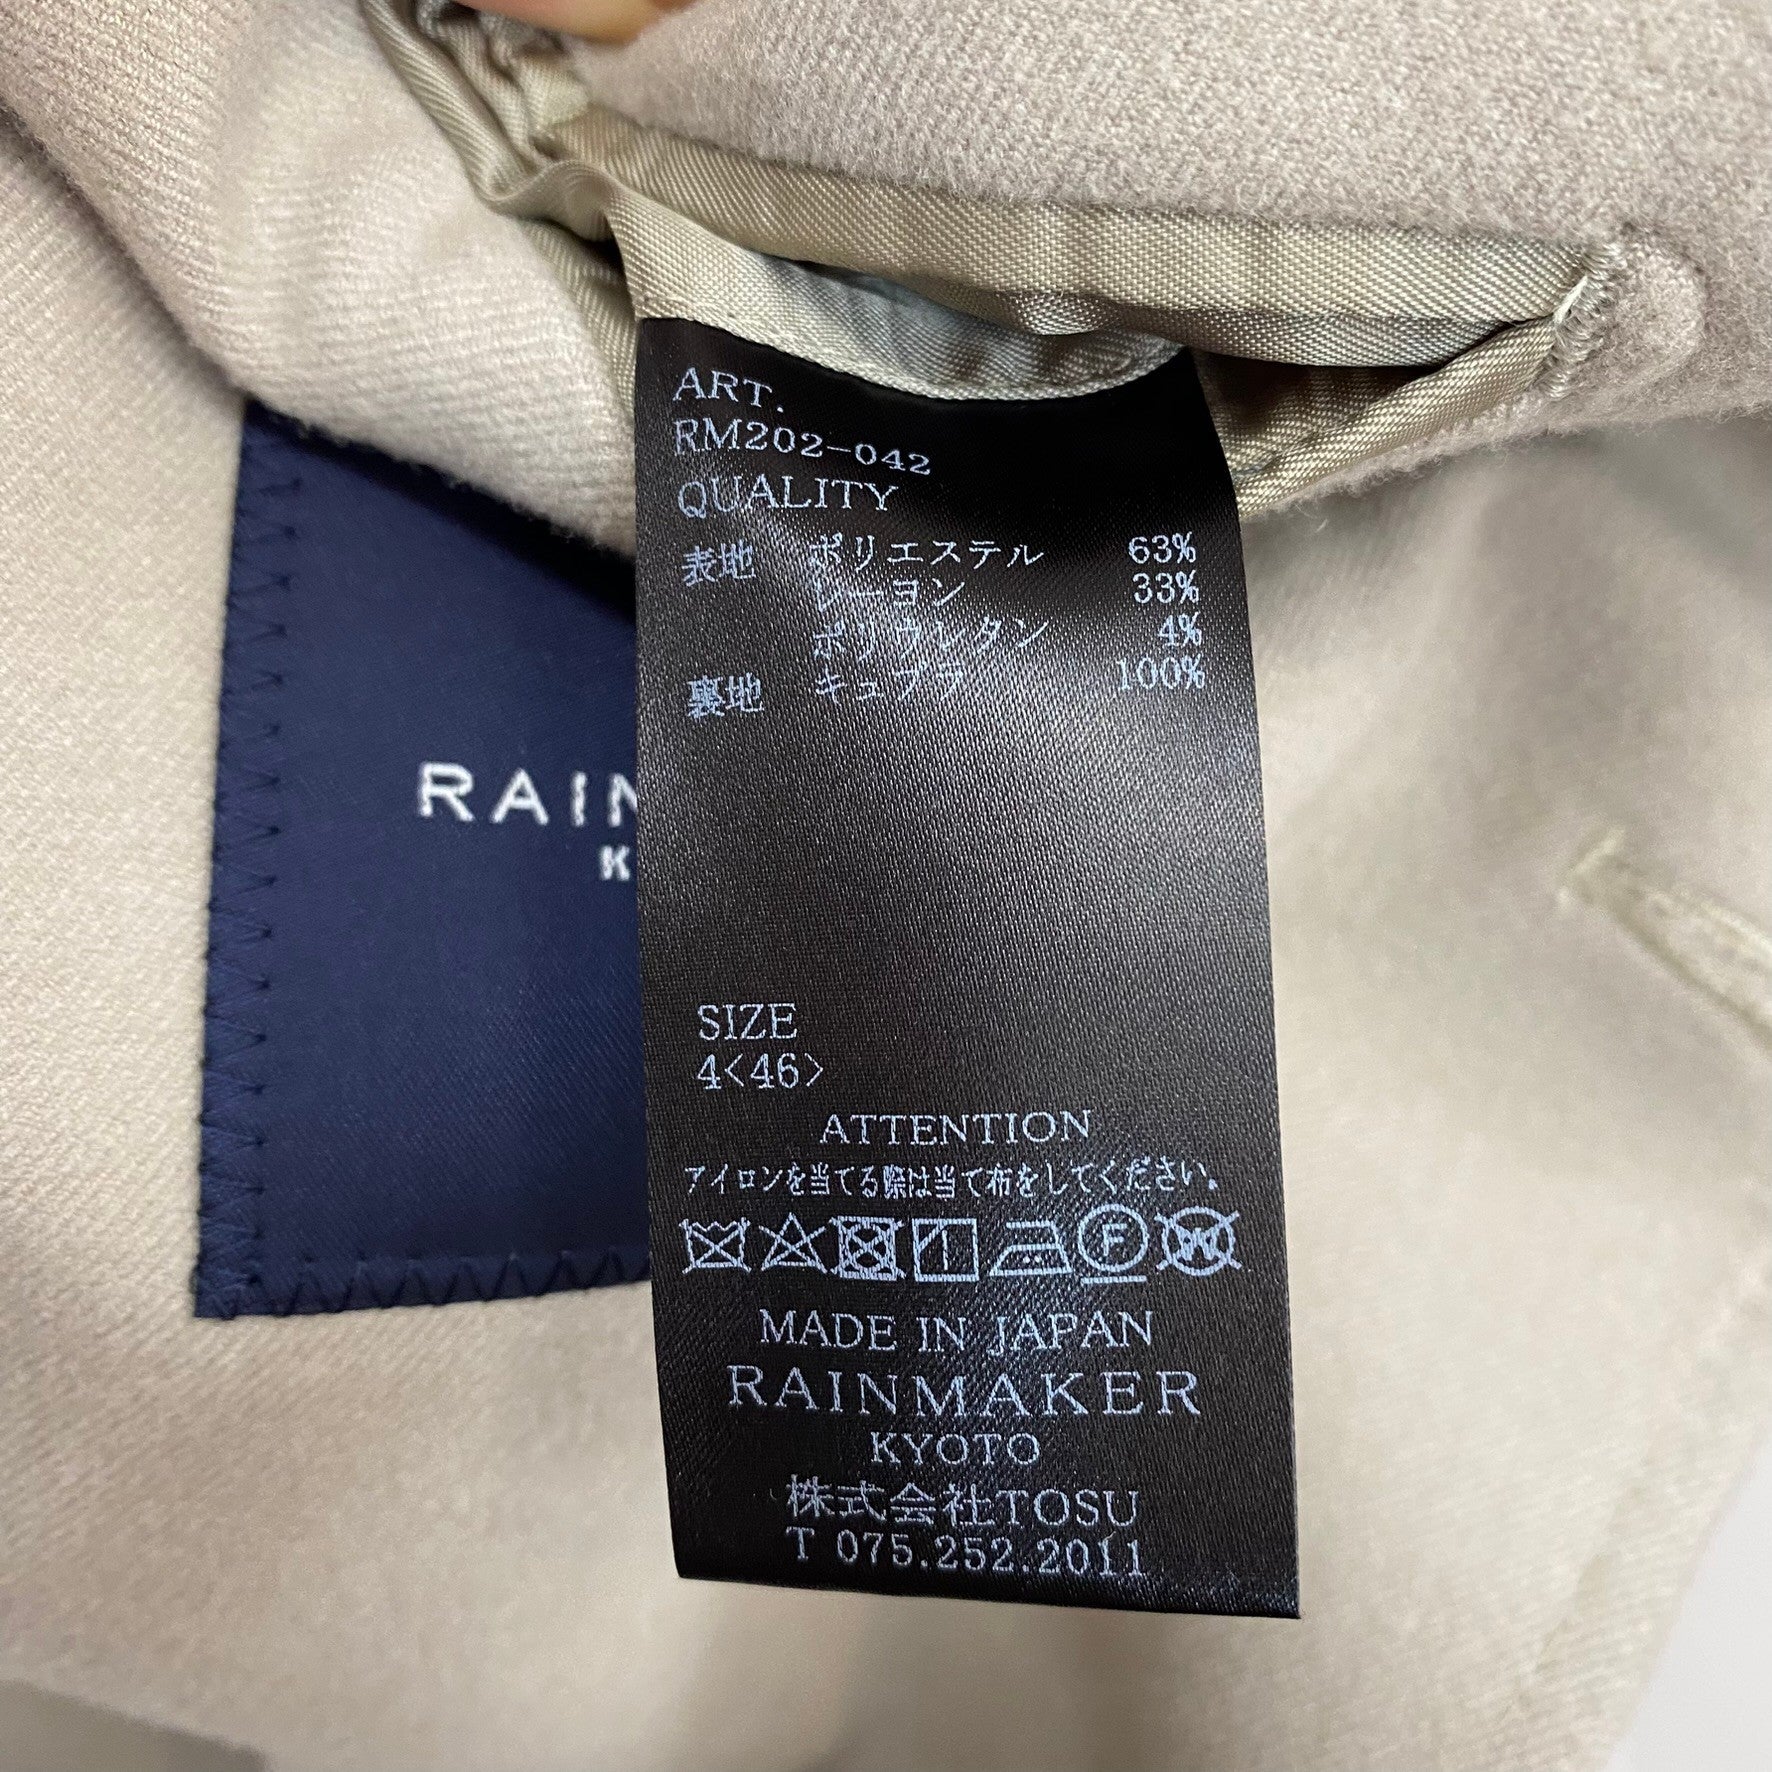 ART.
RM202-042
QUALITY
表地 ポリエステル 63%
レーヨン 33%
ポリウレタン 4%
裏地 キュプラ 100%
SIZE
4<46>
ATTENTION
アイロンを当てる際は当て布をしてください。
F W
MADE IN JAPAN
RAINMAKER
KYOTO
株式会社TOSU
T 075.252.2011
RAIN
K